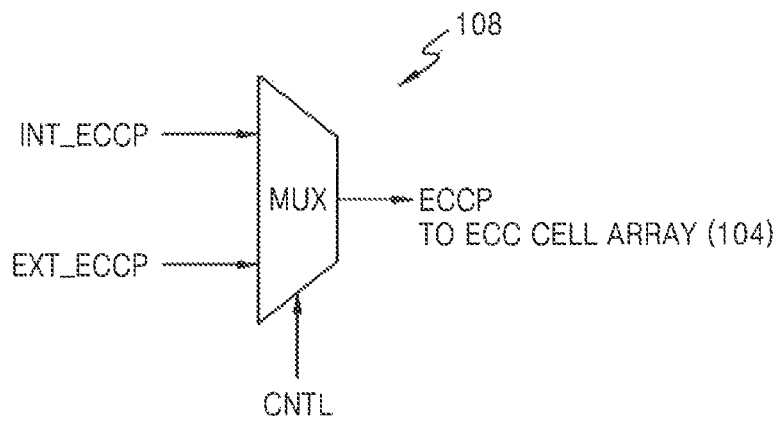 108
INT_ECCP
MUX
ECCP
TO ECC CELL ARRAY (104)
EXT_ECCP
CNTL